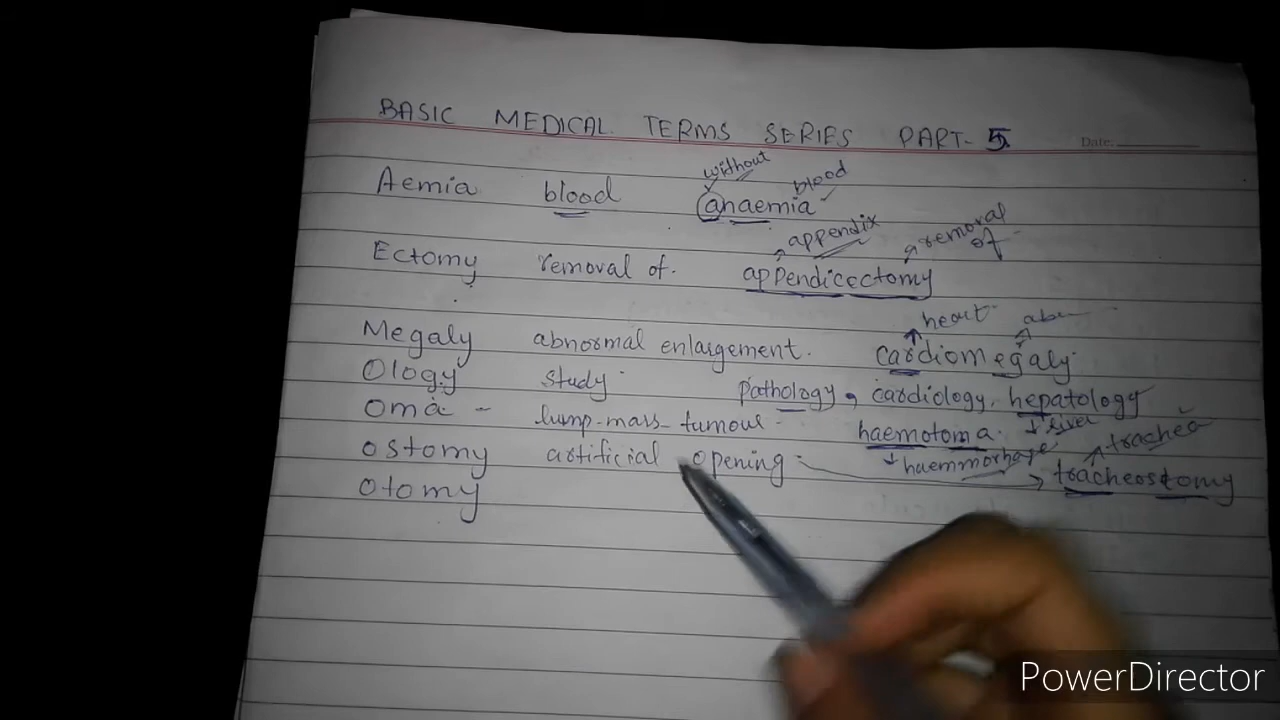 BASIC MEDICAL TERMS SERIES PART-5
Date:
without blood
Aemia blood anaemia
appendix removal of
Ectomy removal of. appendicectomy
heart abn
Megaly abnormal enlargement. cardiomegaly
Ology study pathology, cardiology, hepatology
Oma - lump-mass-tumour - haemotoma. liver
haemmorhage trachea
Ostomy artificial opening tracheostomy
Otomy
PowerDirector